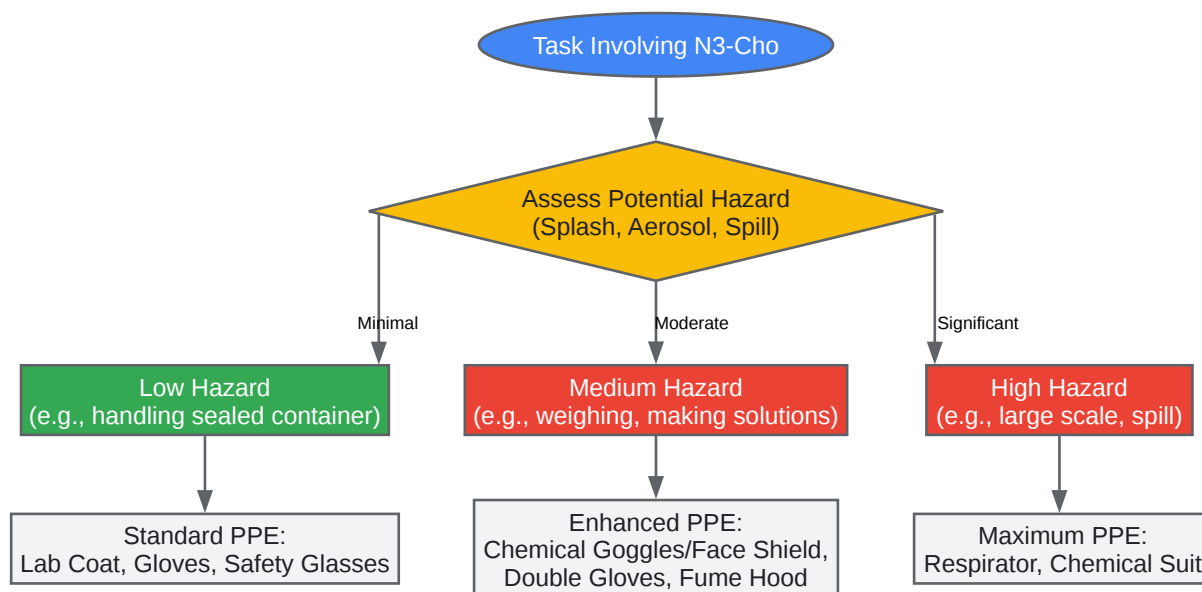 Task Involving N3-Cho
Assess Potential Hazard
(Splash, Aerosol, Spill)
Minimal
Moderate
Significant
Low Hazard
(e.g., handling sealed container)
Medium Hazard
(e.g., weighing, making solutions)
High Hazard
(e.g., large scale, spill)
Standard PPE:
Lab Coat, Gloves, Safety Glasses
Enhanced PPE:
Chemical Goggles/Face Shield,
Double Gloves, Fume Hood
Maximum PPE:
Respirator, Chemical Suit